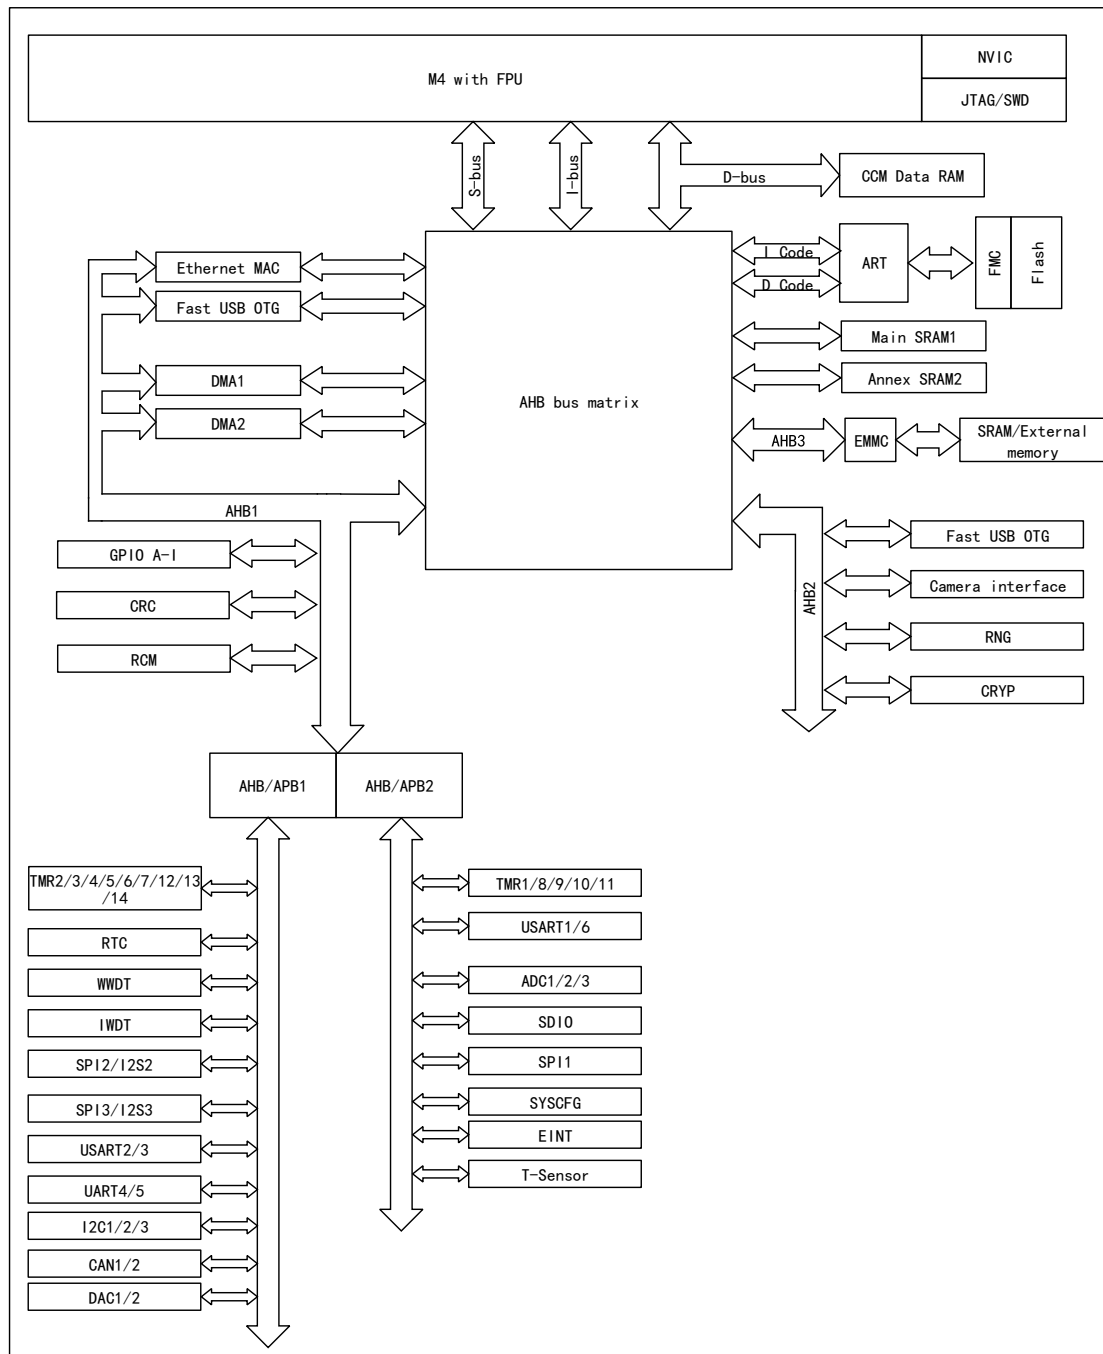 M4 with FPU
NVIC
JTAG/SWD
S-bus
I-bus
D-bus
CCM Data RAM
Ethernet MAC
Fast USB OTG
DMA1
DMA2
AHB bus matrix
I Code
D Code
ART
FMC
Flash
Main SRAM1
Annex SRAM2
AHB3
EMMC
SRAM/External
memory
AHB1
GPIO A-I
CRC
RCM
AHB2
Fast USB OTG
Camera interface
RNG
CRYP
AHB/APB1
AHB/APB2
TMR2/3/4/5/6/7/12/13
/14
RTC
WWDT
IWDT
SPI2/I2S2
SPI3/I2S3
USART2/3
UART4/5
I2C1/2/3
CAN1/2
DAC1/2
TMR1/8/9/10/11
USART1/6
ADC1/2/3
SDIO
SPI1
SYSCFG
EINT
T-Sensor